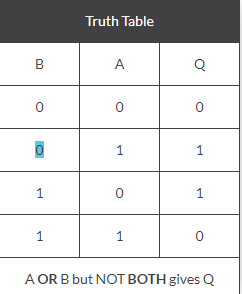 Truth Table
B A Q
0 0 0
0 1 1
1 0 1
1 1 0
A OR B but NOT BOTH gives Q